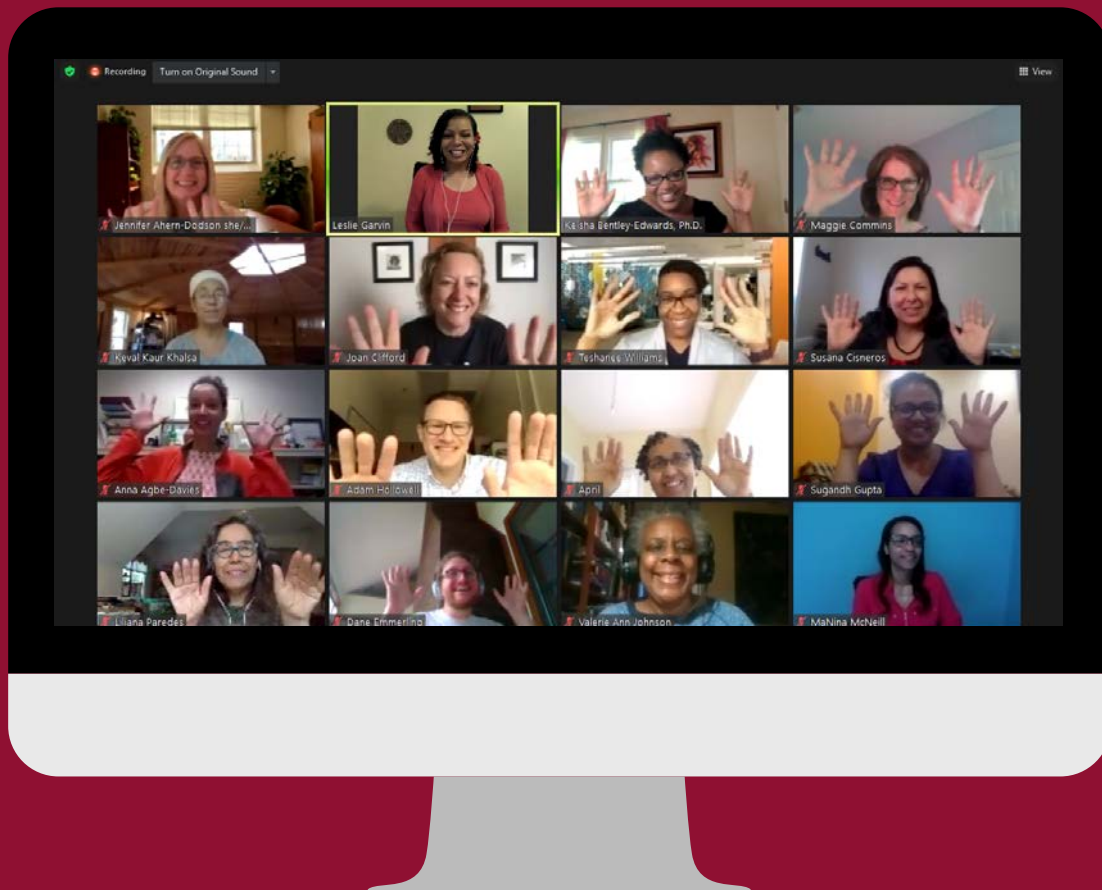 Recording Turn on Original Sound
View
Jennifer Ahern-Dodson she/...
Leslie Garvin
Keisha Bentley-Edwards, Ph.D.
Maggie Commins
Keval Kaur Khalsa
Joan Clifford
Teshanee Williams
Susana Cisneros
Anna Agbe-Davies
Adam Hollowell
April
Sugandh Gupta
Liliana Paredes
Dane Emmerling
Valerie Ann Johnson
MaNina McNeill